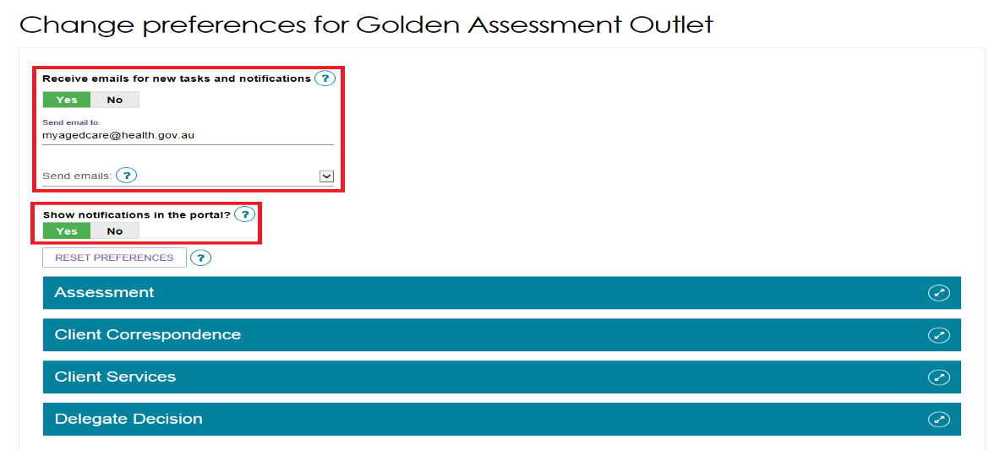 Change preferences for Golden Assessment Outlet
Receive emails for new tasks and notifications ?
Yes No
Send email to:
myagedcare@health.gov.au
Send emails: ?
Show notifications in the portal? ?
Yes No
RESET PREFERENCES ?
Assessment
Client Correspondence
Client Services
Delegate Decision